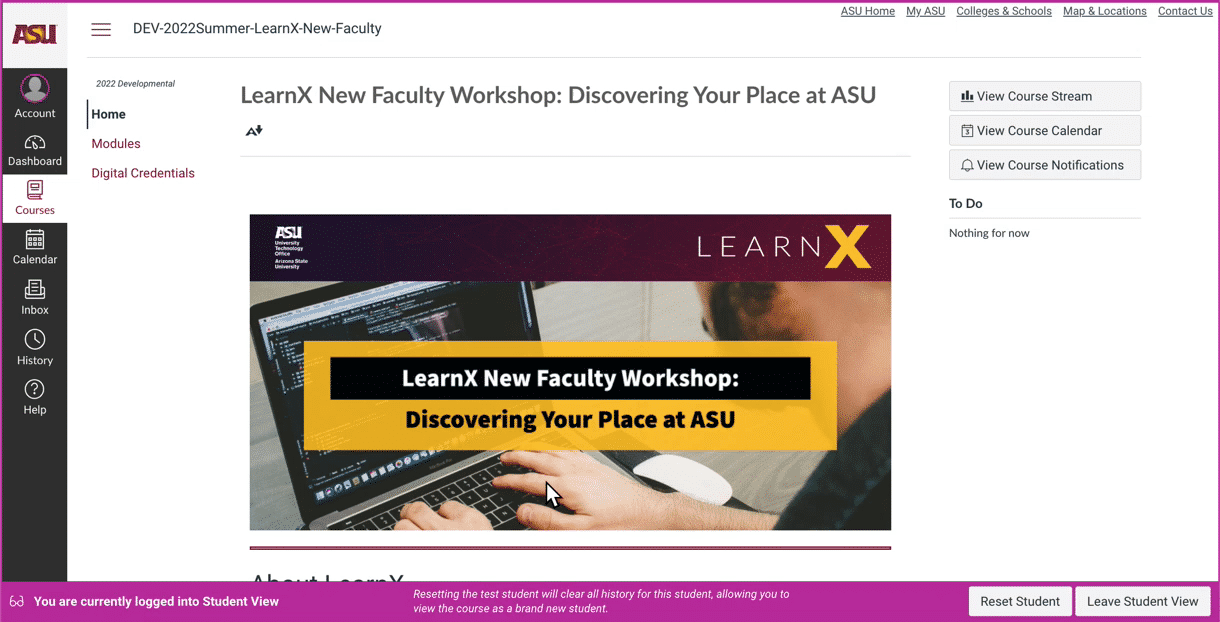 ASU Home My ASU Colleges & Schools Map & Locations Contact Us
ASU
DEV-2022Summer-LearnX-New-Faculty
Account
Dashboard
Courses
Calendar
Inbox
History
Help
2022 Developmental
Home
Modules
Digital Credentials
LearnX New Faculty Workshop: Discovering Your Place at ASU
ASU
University
Technology
Office
Arizona State
University
LEARNX
LearnX New Faculty Workshop:
Discovering Your Place at ASU
About LearnX
View Course Stream
View Course Calendar
View Course Notifications
To Do
Nothing for now
You are currently logged into Student View
Resetting the test student will clear all history for this student, allowing you to
view the course as a brand new student.
Reset Student
Leave Student View